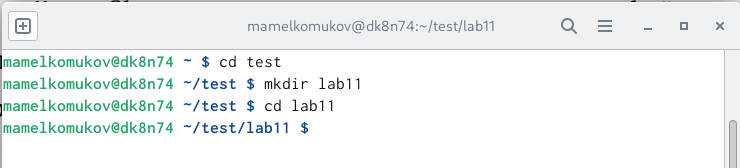 mamelkomukov@dk8n74:~/test/lab11
mamelkomukov@dk8n74 ~ $ cd test
mamelkomukov@dk8n74 ~/test $ mkdir lab11
mamelkomukov@dk8n74 ~/test $ cd lab11
mamelkomukov@dk8n74 ~/test/lab11 $